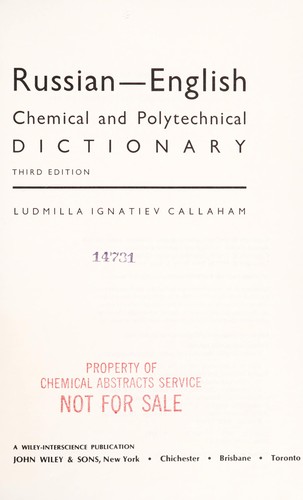 Russian—English
Chemical and Polytechnical
DICTIONARY
THIRD EDITION
LUDMILLA IGNATIEV CALLAHAM
14731
PROPERTY OF
CHEMICAL ABSTRACTS SERVICE
NOT FOR SALE
A WILEY-INTERSCIENCE PUBLICATION
JOHN WILEY & SONS, New York • Chichester • Brisbane • Toronto